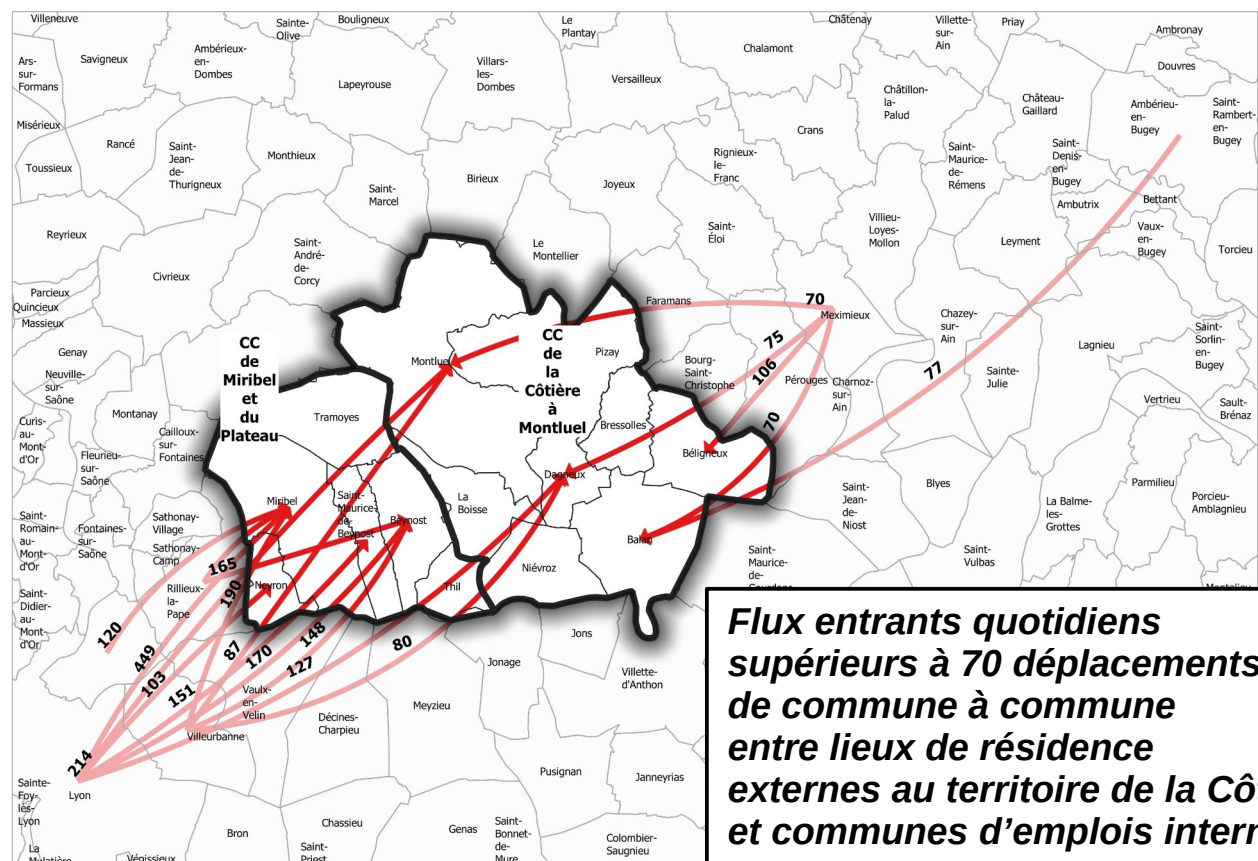 Villeneuve
Sainte-
Olive
Bouligneux
Le
Plantay
Châtenay
Villette-
sur-
Ain
Priay
Ambronay
Ars-
sur-
Formans
Savigneux
Ambérieux-
en-
Dombes
Lapeyrouse
Villars-
les-
Dombes
Versailleux
Chalamont
Douvres
Châtillon-
la-
Palud
Château-
Gaillard
Ambérieu-
en-
Bugey
Saint-
Rambert-
en-
Bugey
Misérieux
Rancé
Toussieux
Saint-
Jean-
de-
Thurigneux
Monthieux
Crans
Saint-
Maurice-
de-
Rémens
Saint-
Denis-
en-
Bugey
Rignieux-
le-
Franc
Birieux
Joyeux
Saint-
Marcel
Ambutrix
Bettant
Reyrieux
Saint-
André-
de-
Corcy
Le
Montellier
Saint-
Éloi
Villieu-
Loyes-
Mollon
Leyment
Vaux-
en-
Bugey
Torcieu
Civrieux
Parcieux
Quincieux
Massieux
Faramans
70
Meximieux
Chazey-
sur-
Ain
Lagnieu
Saint-
Sorlin-
en-
Bugey
Genay
CC
de
Miribel
et
du
Plateau
Montluel
CC
de
la
Côtière
à
Montluel
Pizay
75
106
Bourg-
Saint-
Christophe
Pérouges
Charnoz-
sur-
Ain
77
Sainte-
Julie
Neuville-
sur-
Saône
Montanay
Tramoyes
Bressolles
70
Vertrieu
Sault-
Brénaz
Curis-
au-
Mont-
d'Or
Cailloux-
sur-
Fontaines
Fleurieu-
sur-
Saône
Béligneux
Dagneux
Blyes
Saint-
Jean-
de-
Niost
La Balme-
les-
Grottes
Parmilieu
Porcieu-
Amblagnieu
Miribel
Saint-
Maurice-
de-
Beynost
Beynost
La
Boisse
Saint-
Romain-
au-
Mont-
d'Or
Fontaines-
sur-
Saône
Sathonay-
Village
Sathonay-
Camp
Balan
Saint-
Vulbas
Saint-
Maurice-
de-
165
190
Neyron
Rillieux-
la-
Pape
Thil
Niévroz
Saint-
Didier-
au-
Mont-
d'Or
120
449
103
151
87
170
148
127
80
214
Jons
Jonage
Villette-
d'Anthon
Vaulx-
en-
Velin
Villeurbanne
Décines-
Charpieu
Meyzieu
Pusignan
Janneyrias
Sainte-
Foy-
lès-
Lyon
Lyon
Bron
Chassieu
Genas
Saint-
Bonnet-
de-
Mure
Colombier-
Saugnieu
La
Mulatière
Vénissieux
Saint-
Priest
Flux entrants quotidiens
supérieurs à 70 déplacements
de commune à commune
entre lieux de résidence
externes au territoire de la
et communes d'emplois